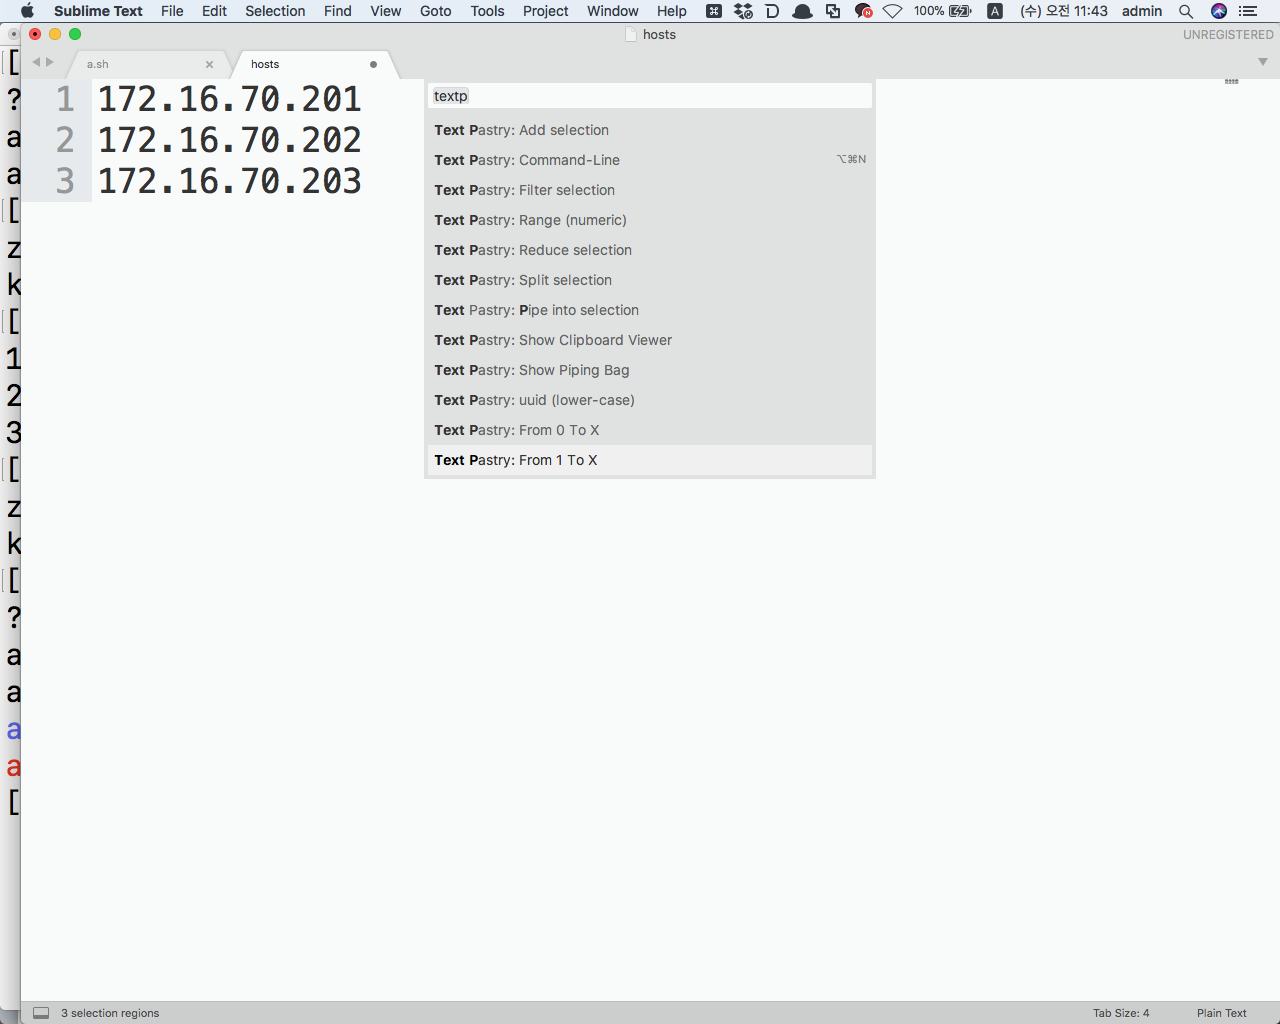 Sublime Text File Edit Selection Find View Goto Tools Project Window Help 100% A (수) 오전 11:43 admin
hosts
UNREGISTERED
a.sh
hosts
1 172.16.70.201
2 172.16.70.202
3 172.16.70.203
textp
Text Pastry: Add selection
Text Pastry: Command-Line ⌥⌘N
Text Pastry: Filter selection
Text Pastry: Range (numeric)
Text Pastry: Reduce selection
Text Pastry: Split selection
Text Pastry: Pipe into selection
Text Pastry: Show Clipboard Viewer
Text Pastry: Show Piping Bag
Text Pastry: uuid (lower-case)
Text Pastry: From 0 To X
Text Pastry: From 1 To X
[
?
a
a
[
z
k
[
1
2
3
[
z
k
[
?
a
a
a
a
[
3 selection regions
Tab Size: 4
Plain Text